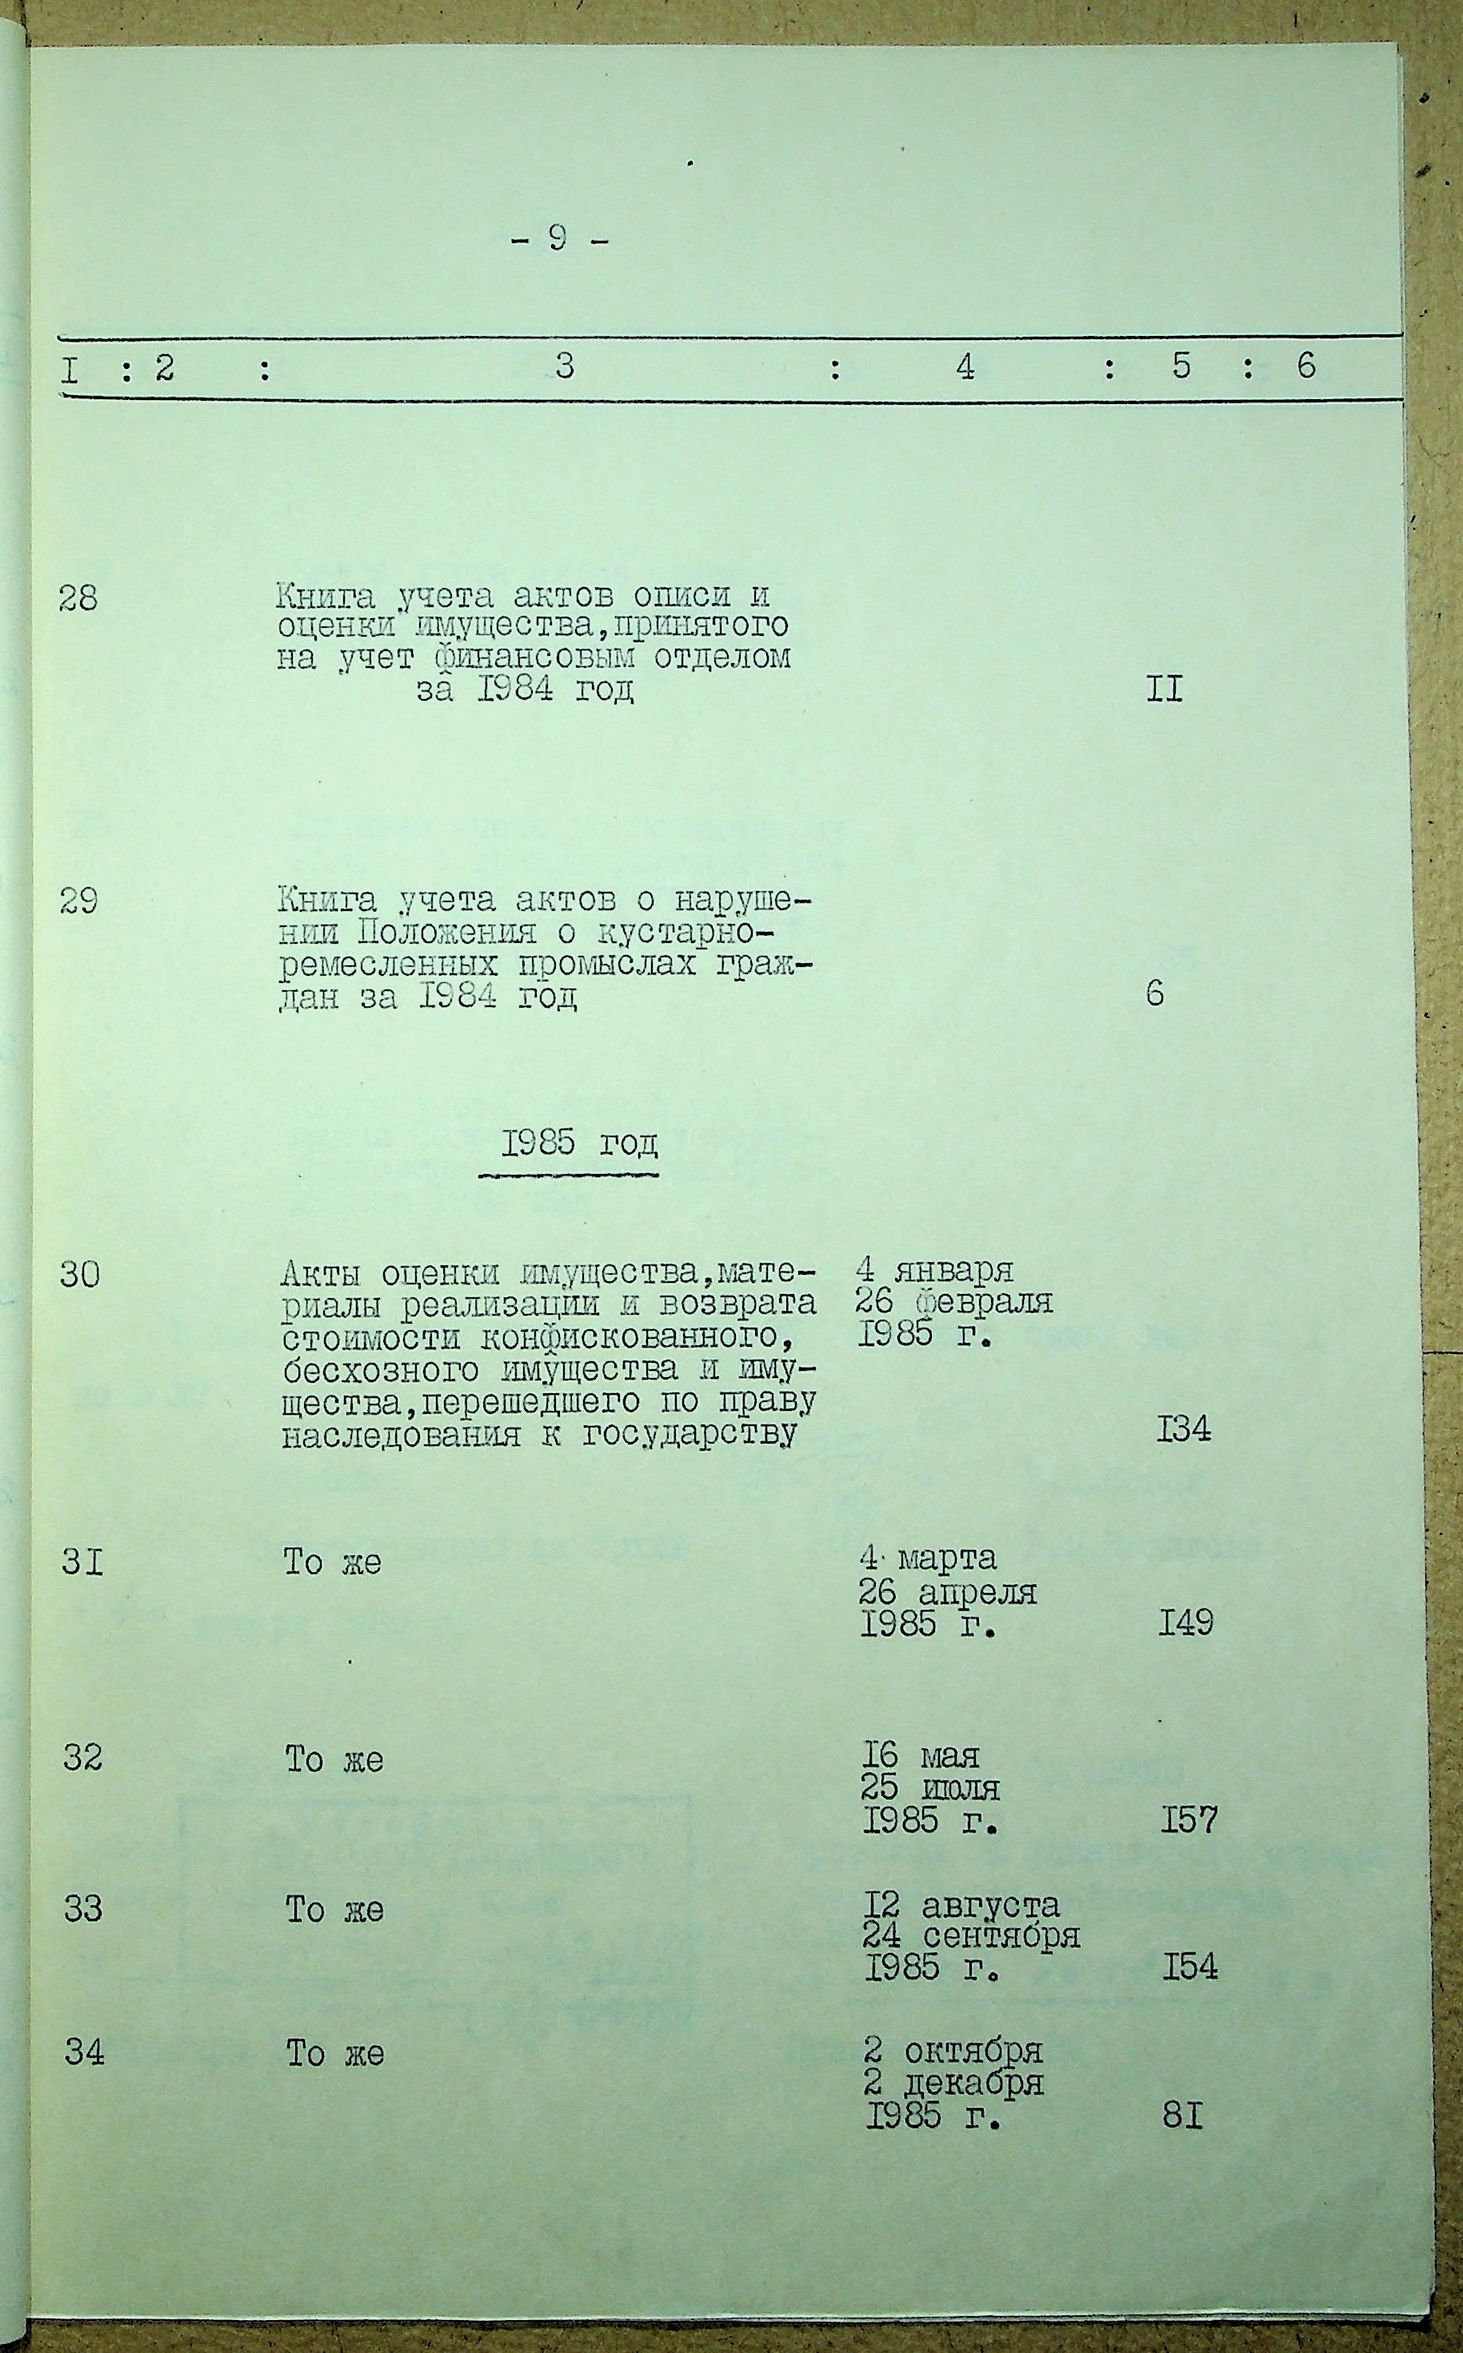 - 9 -
I : 2 : 3 : 4 : 5 : 6
28 Книга учета актов описи и
оценки имущества,принятого
на учет финансовым отделом
за I984 год II
29 Книга учета актов о наруше-
нии Положения о кустарно-
ремесленных промыслах граж-
дан за I984 год 6
I985 год
30 Акты оценки имущества,мате- 4 января
риалы реализации и возврата 26 февраля
стоимости конфискованного, I985 г.
бесхозного имущества и иму-
щества,перешедшего по праву
наследования к государству I34
3I То же 4 марта
26 апреля
I985 г. I49
32 То же I6 мая
25 июля
I985 г. I57
33 То же I2 августа
24 сентября
I985 г. I54
34 То же 2 октября
2 декабря
I985 г. 8I